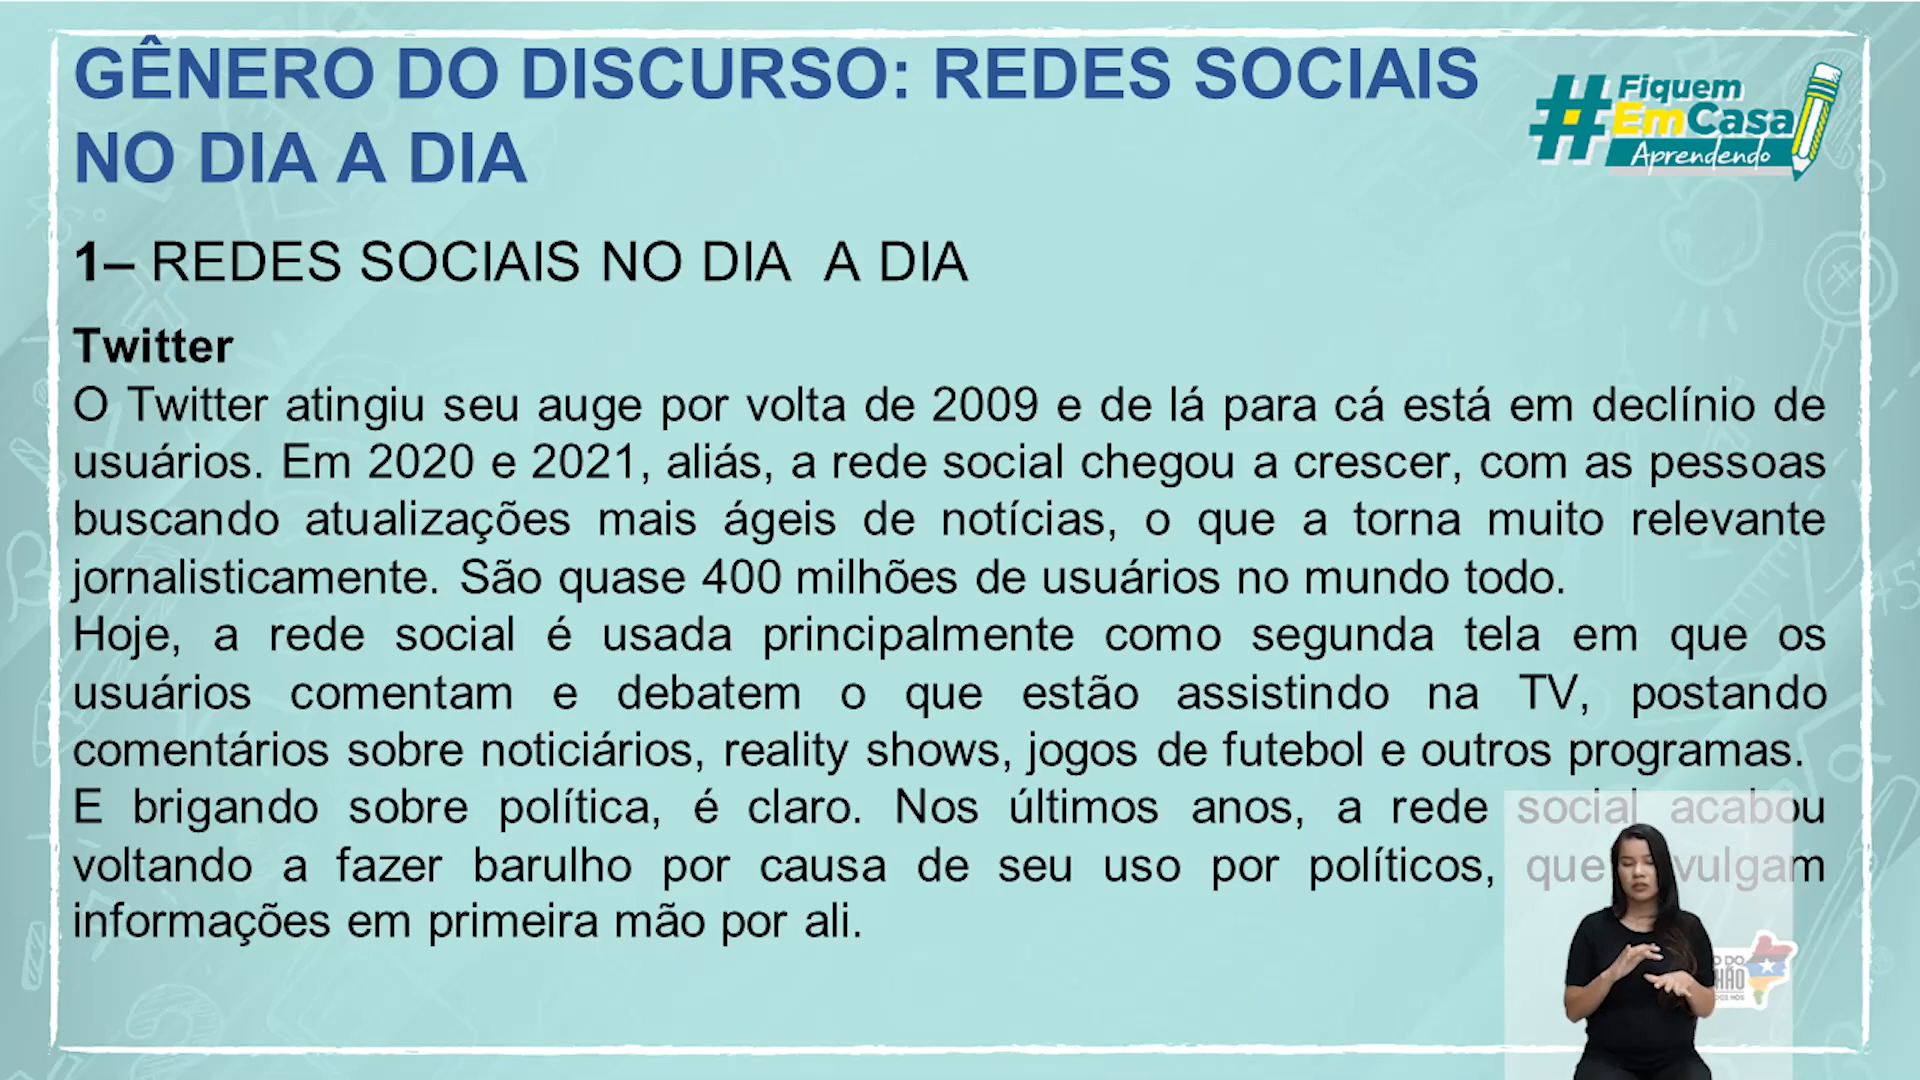 GÊNERO DO DISCURSO: REDES SOCIAIS
NO DIA A DIA
#Fiquem
EmCasa
Aprendendo
1– REDES SOCIAIS NO DIA A DIA
Twitter
O Twitter atingiu seu auge por volta de 2009 e de lá para cá está em declínio de
usuários. Em 2020 e 2021, aliás, a rede social chegou a crescer, com as pessoas
buscando atualizações mais ágeis de notícias, o que a torna muito relevante
jornalisticamente. São quase 400 milhões de usuários no mundo todo.
Hoje, a rede social é usada principalmente como segunda tela em que os
usuários comentam e debatem o que estão assistindo na TV, postando
comentários sobre noticiários, reality shows, jogos de futebol e outros programas.
E brigando sobre política, é claro. Nos últimos anos, a rede social acabou
voltando a fazer barulho por causa de seu uso por políticos, que
informações em primeira mão por ali.